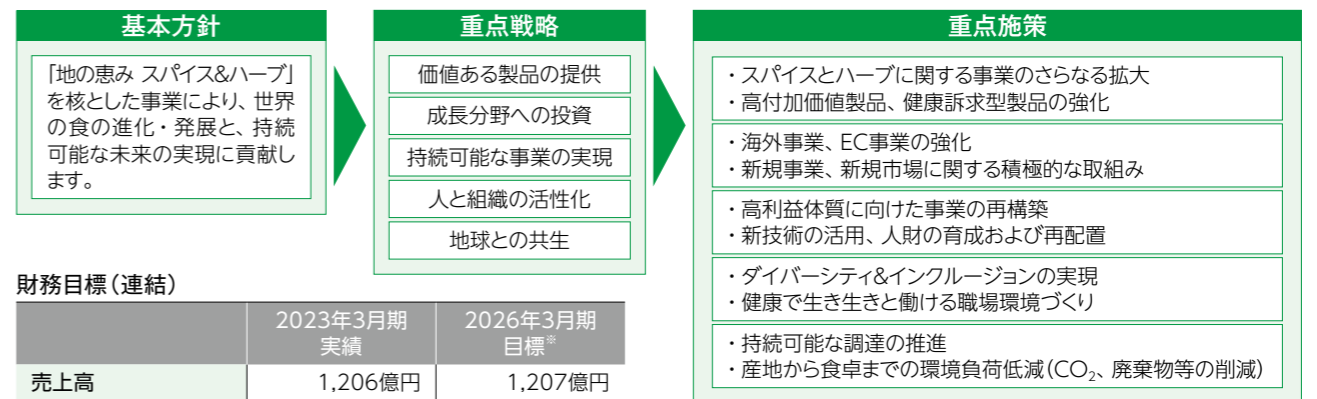 基本方針
「地の恵み スパイス&ハーブ」
を核とした事業により、世界
の食の進化・発展と、持続
可能な未来の実現に貢献し
ます。
重点戦略
価値ある製品の提供
成長分野への投資
持続可能な事業の実現
人と組織の活性化
地球との共生
重点施策
・スパイスとハーブに関する事業のさらなる拡大
・高付加価値製品、健康訴求型製品の強化
・海外事業、EC事業の強化
・新規事業、新規市場に関する積極的な取組み
・高利益体質に向けた事業の再構築
・新技術の活用、人財の育成および再配置
・ダイバーシティ&インクルージョンの実現
・健康で生き生きと働ける職場環境づくり
・持続可能な調達の推進
・産地から食卓までの環境負荷低減(CO₂、廃棄物等の削減)
財務目標(連結)
2023年3月期
実績
2026年3月期
目標※
売上高 1,206億円 1,207億円